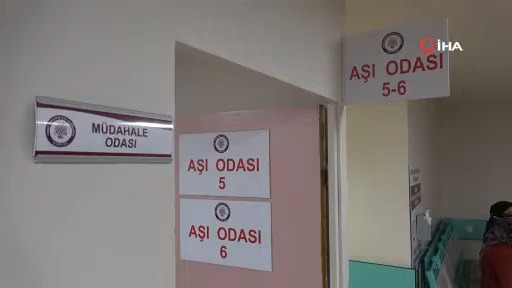 MÜDAHALE
ODASI
AŞI ODASI
5
AŞI ODASI
6
AŞI ODASI
5-6
İHA